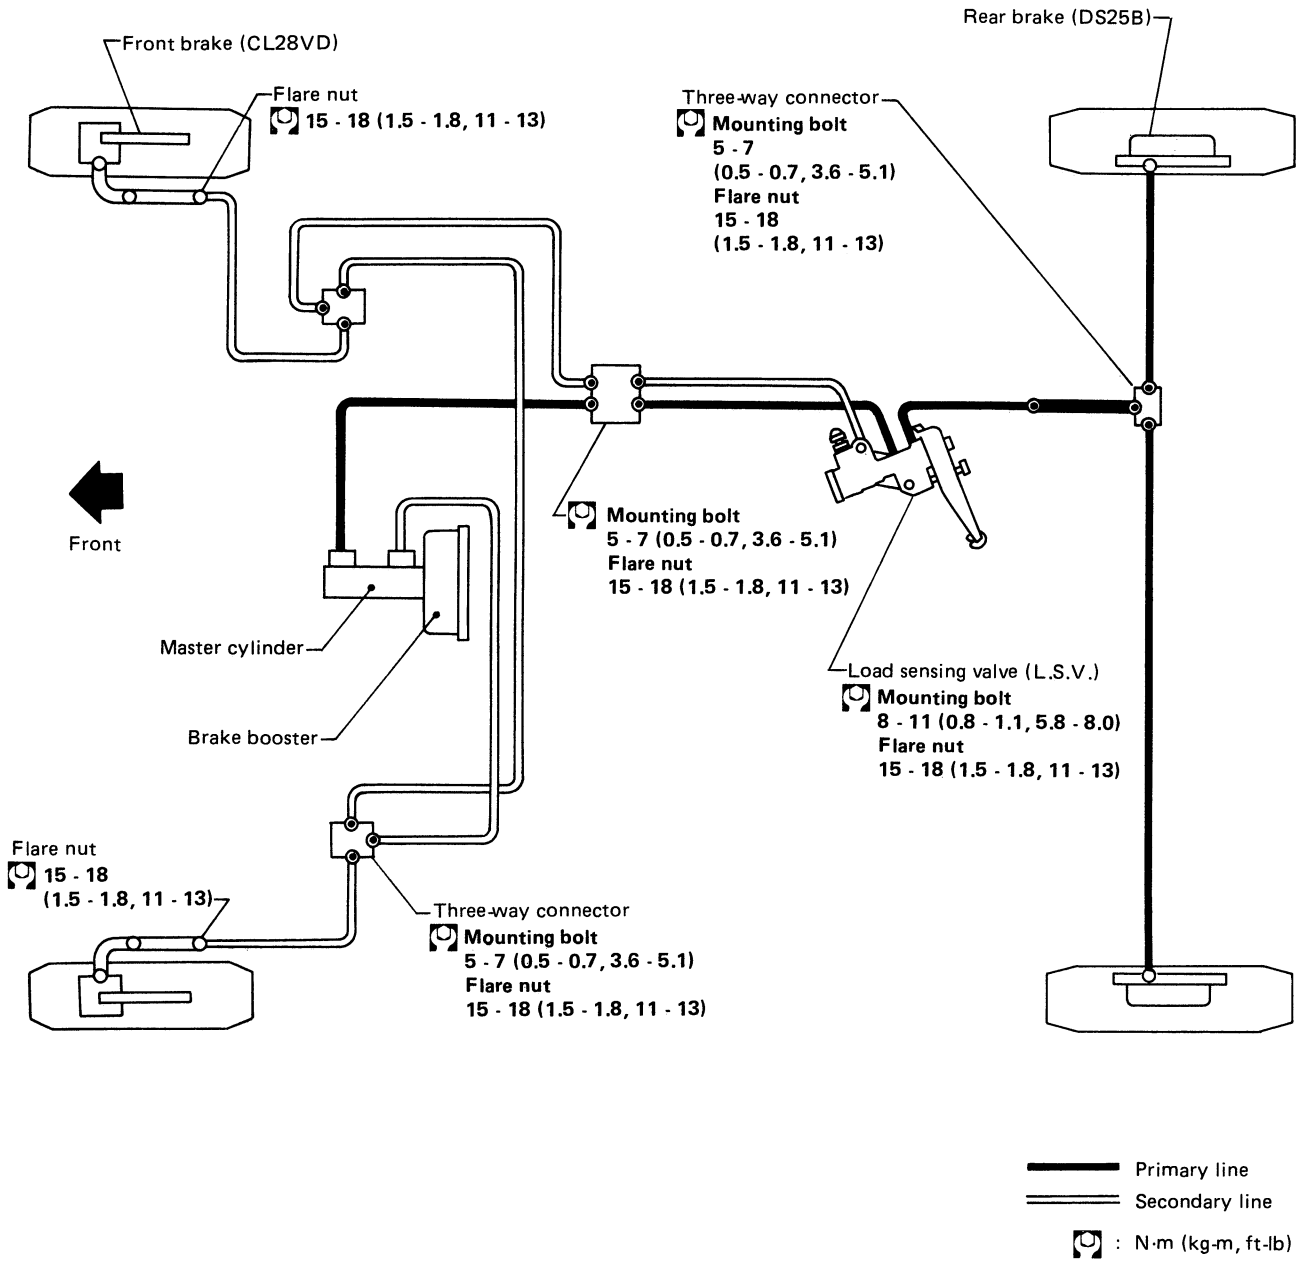 Rear brake (DS25B)
Front brake (CL28VD)
Flare nut
15 - 18 (1.5 - 1.8, 11 - 13)
Three-way connector
Mounting bolt
5 - 7
(0.5 - 0.7, 3.6 - 5.1)
Flare nut
15 - 18
(1.5 - 1.8, 11 - 13)
Front
Mounting bolt
5 - 7 (0.5 - 0.7, 3.6 - 5.1)
Flare nut
15 - 18 (1.5 - 1.8, 11 - 13)
Master cylinder
Brake booster
Load sensing valve (L.S.V.)
Mounting bolt
8 - 11 (0.8 - 1.1, 5.8 - 8.0)
Flare nut
15 - 18 (1.5 - 1.8, 11 - 13)
Flare nut
15 - 18
(1.5 - 1.8, 11 - 13)
Three-way connector
Mounting bolt
5 - 7 (0.5 - 0.7, 3.6 - 5.1)
Flare nut
15 - 18 (1.5 - 1.8, 11 - 13)
Primary line
Secondary line
: N·m (kg-m, ft-lb)